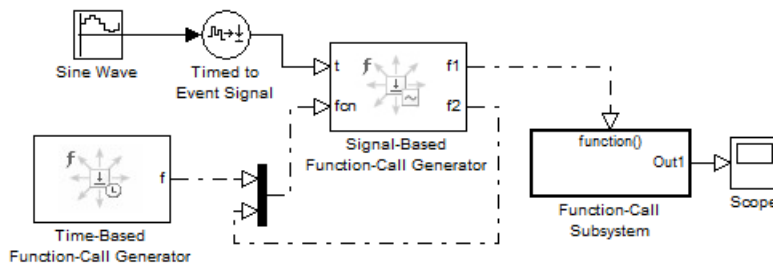 Sine Wave
Timed to
Event Signal
t
fcn
f
f1
f2
Signal-Based
Function-Call Generator
f
f
Time-Based
Function-Call Generator
function()
Out1
Function-Call
Subsystem
Scope